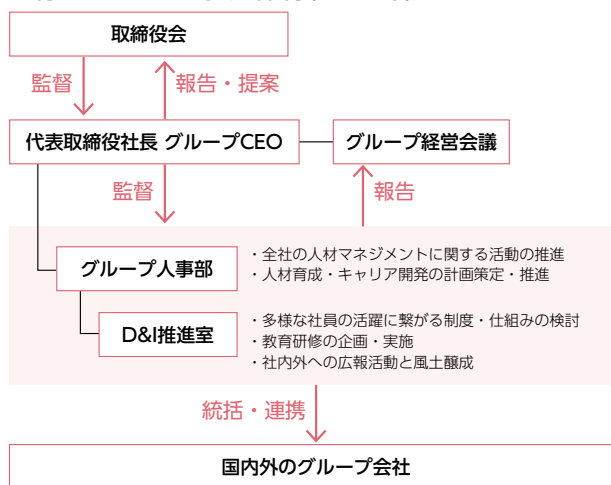 取締役会
監督
報告・提案
代表取締役社長 グループCEO
グループ経営会議
監督
報告
グループ人事部
・全社の人材マネジメントに関する活動の推進
・人材育成・キャリア開発の計画策定・推進
D&I推進室
・多様な社員の活躍に繋がる制度・仕組みの検討
・教育研修の企画・実施
・社内外への広報活動と風土醸成
統括・連携
国内外のグループ会社